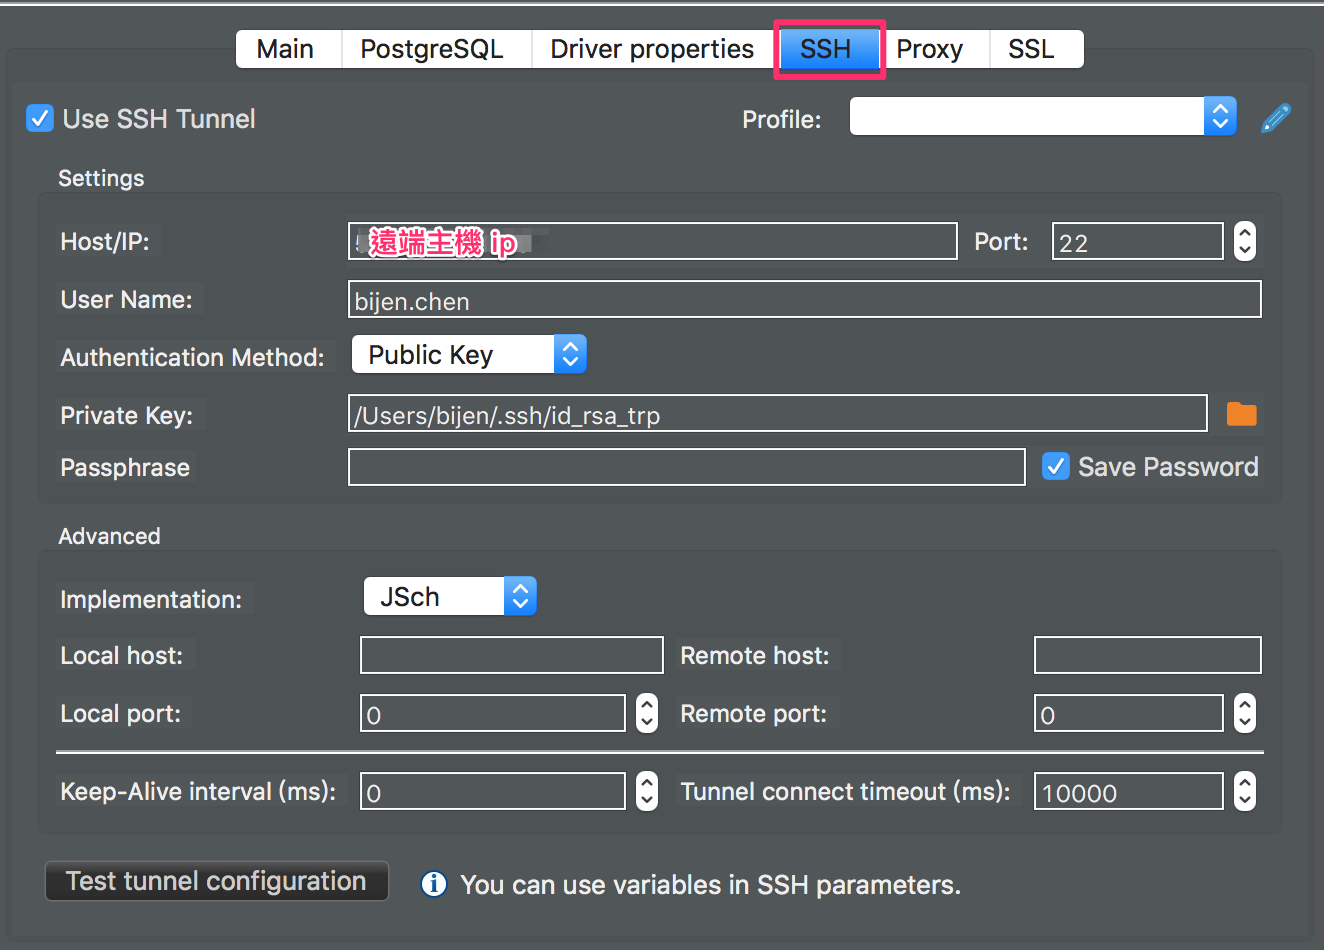 Main PostgreSQL Driver properties SSH Proxy SSL
Use SSH Tunnel Profile:
Settings
Host/IP: 遠端主機 ip Port: 22
User Name: bijen.chen
Authentication Method: Public Key
Private Key: /Users/bijen/.ssh/id_rsa_trp
Passphrase Save Password
Advanced
Implementation: JSch
Local host: Remote host:
Local port: 0 Remote port: 0
Keep-Alive interval (ms): 0 Tunnel connect timeout (ms): 10000
Test tunnel configuration You can use variables in SSH parameters.